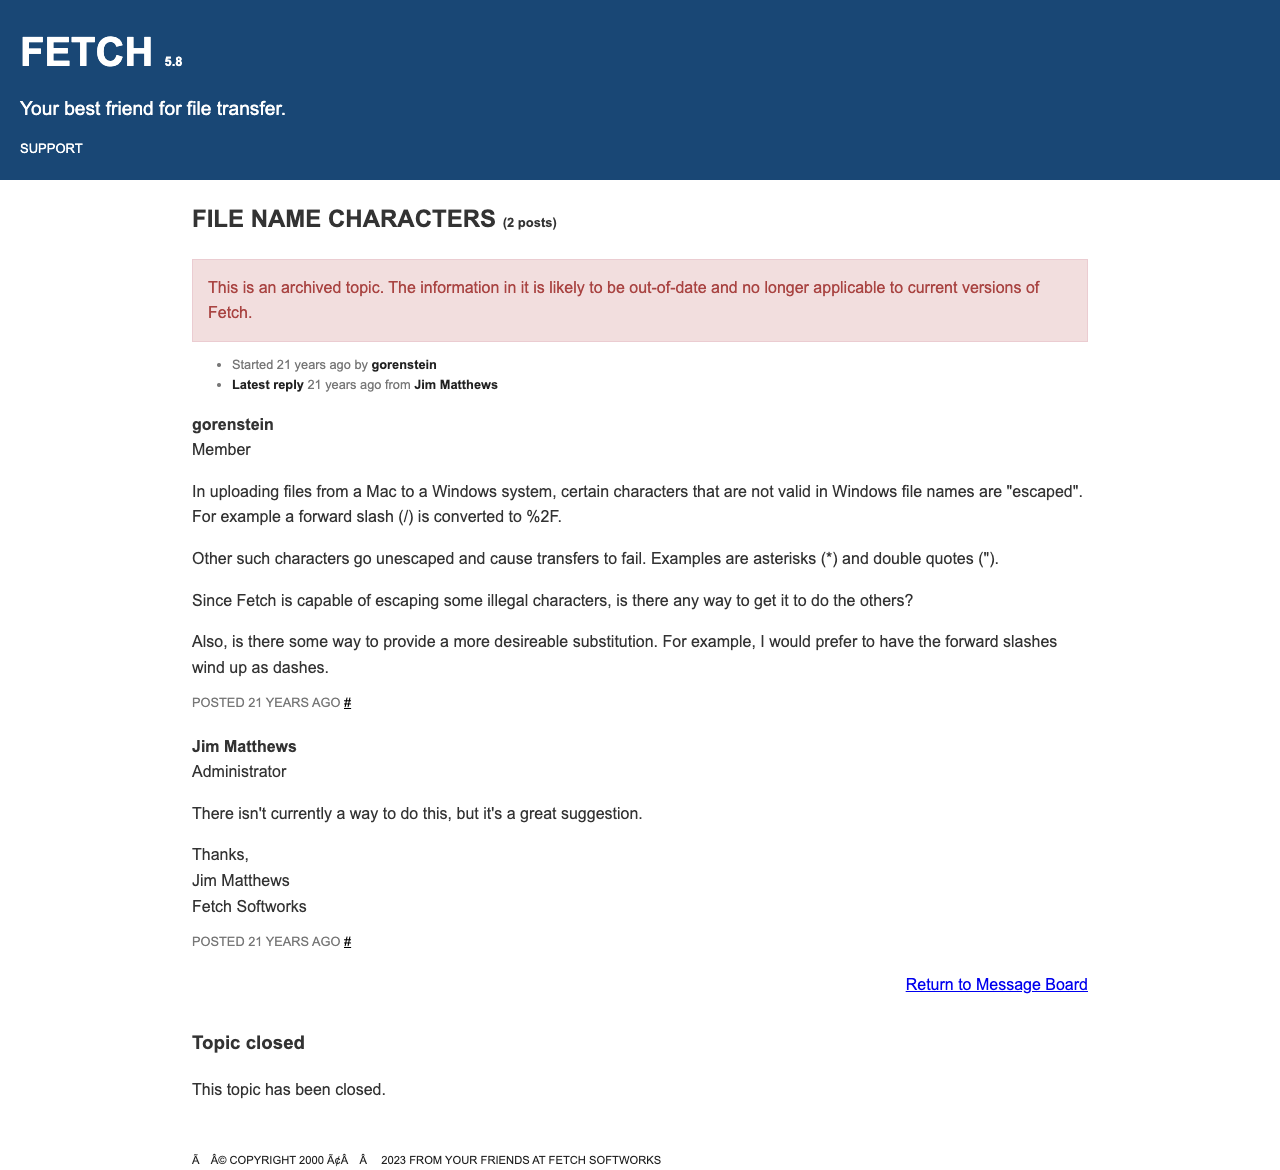 FETCH 5.8
Your best friend for file transfer.
SUPPORT
FILE NAME CHARACTERS (2 posts)
This is an archived topic. The information in it is likely to be out-of-date and no longer applicable to current versions of
Fetch.
• Started 21 years ago by gorenstein
• Latest reply 21 years ago from Jim Matthews
gorenstein
Member
In uploading files from a Mac to a Windows system, certain characters that are not valid in Windows file names are "escaped".
For example a forward slash (/) is converted to %2F.
Other such characters go unescaped and cause transfers to fail. Examples are asterisks (*) and double quotes (").
Since Fetch is capable of escaping some illegal characters, is there any way to get it to do the others?
Also, is there some way to provide a more desireable substitution. For example, I would prefer to have the forward slashes
wind up as dashes.
POSTED 21 YEARS AGO #
Jim Matthews
Administrator
There isn't currently a way to do this, but it's a great suggestion.
Thanks,
Jim Matthews
Fetch Softworks
POSTED 21 YEARS AGO #
Return to Message Board
Topic closed
This topic has been closed.
Ã Â© COPYRIGHT 2000 Ã¢Â Â 2023 FROM YOUR FRIENDS AT FETCH SOFTWORKS